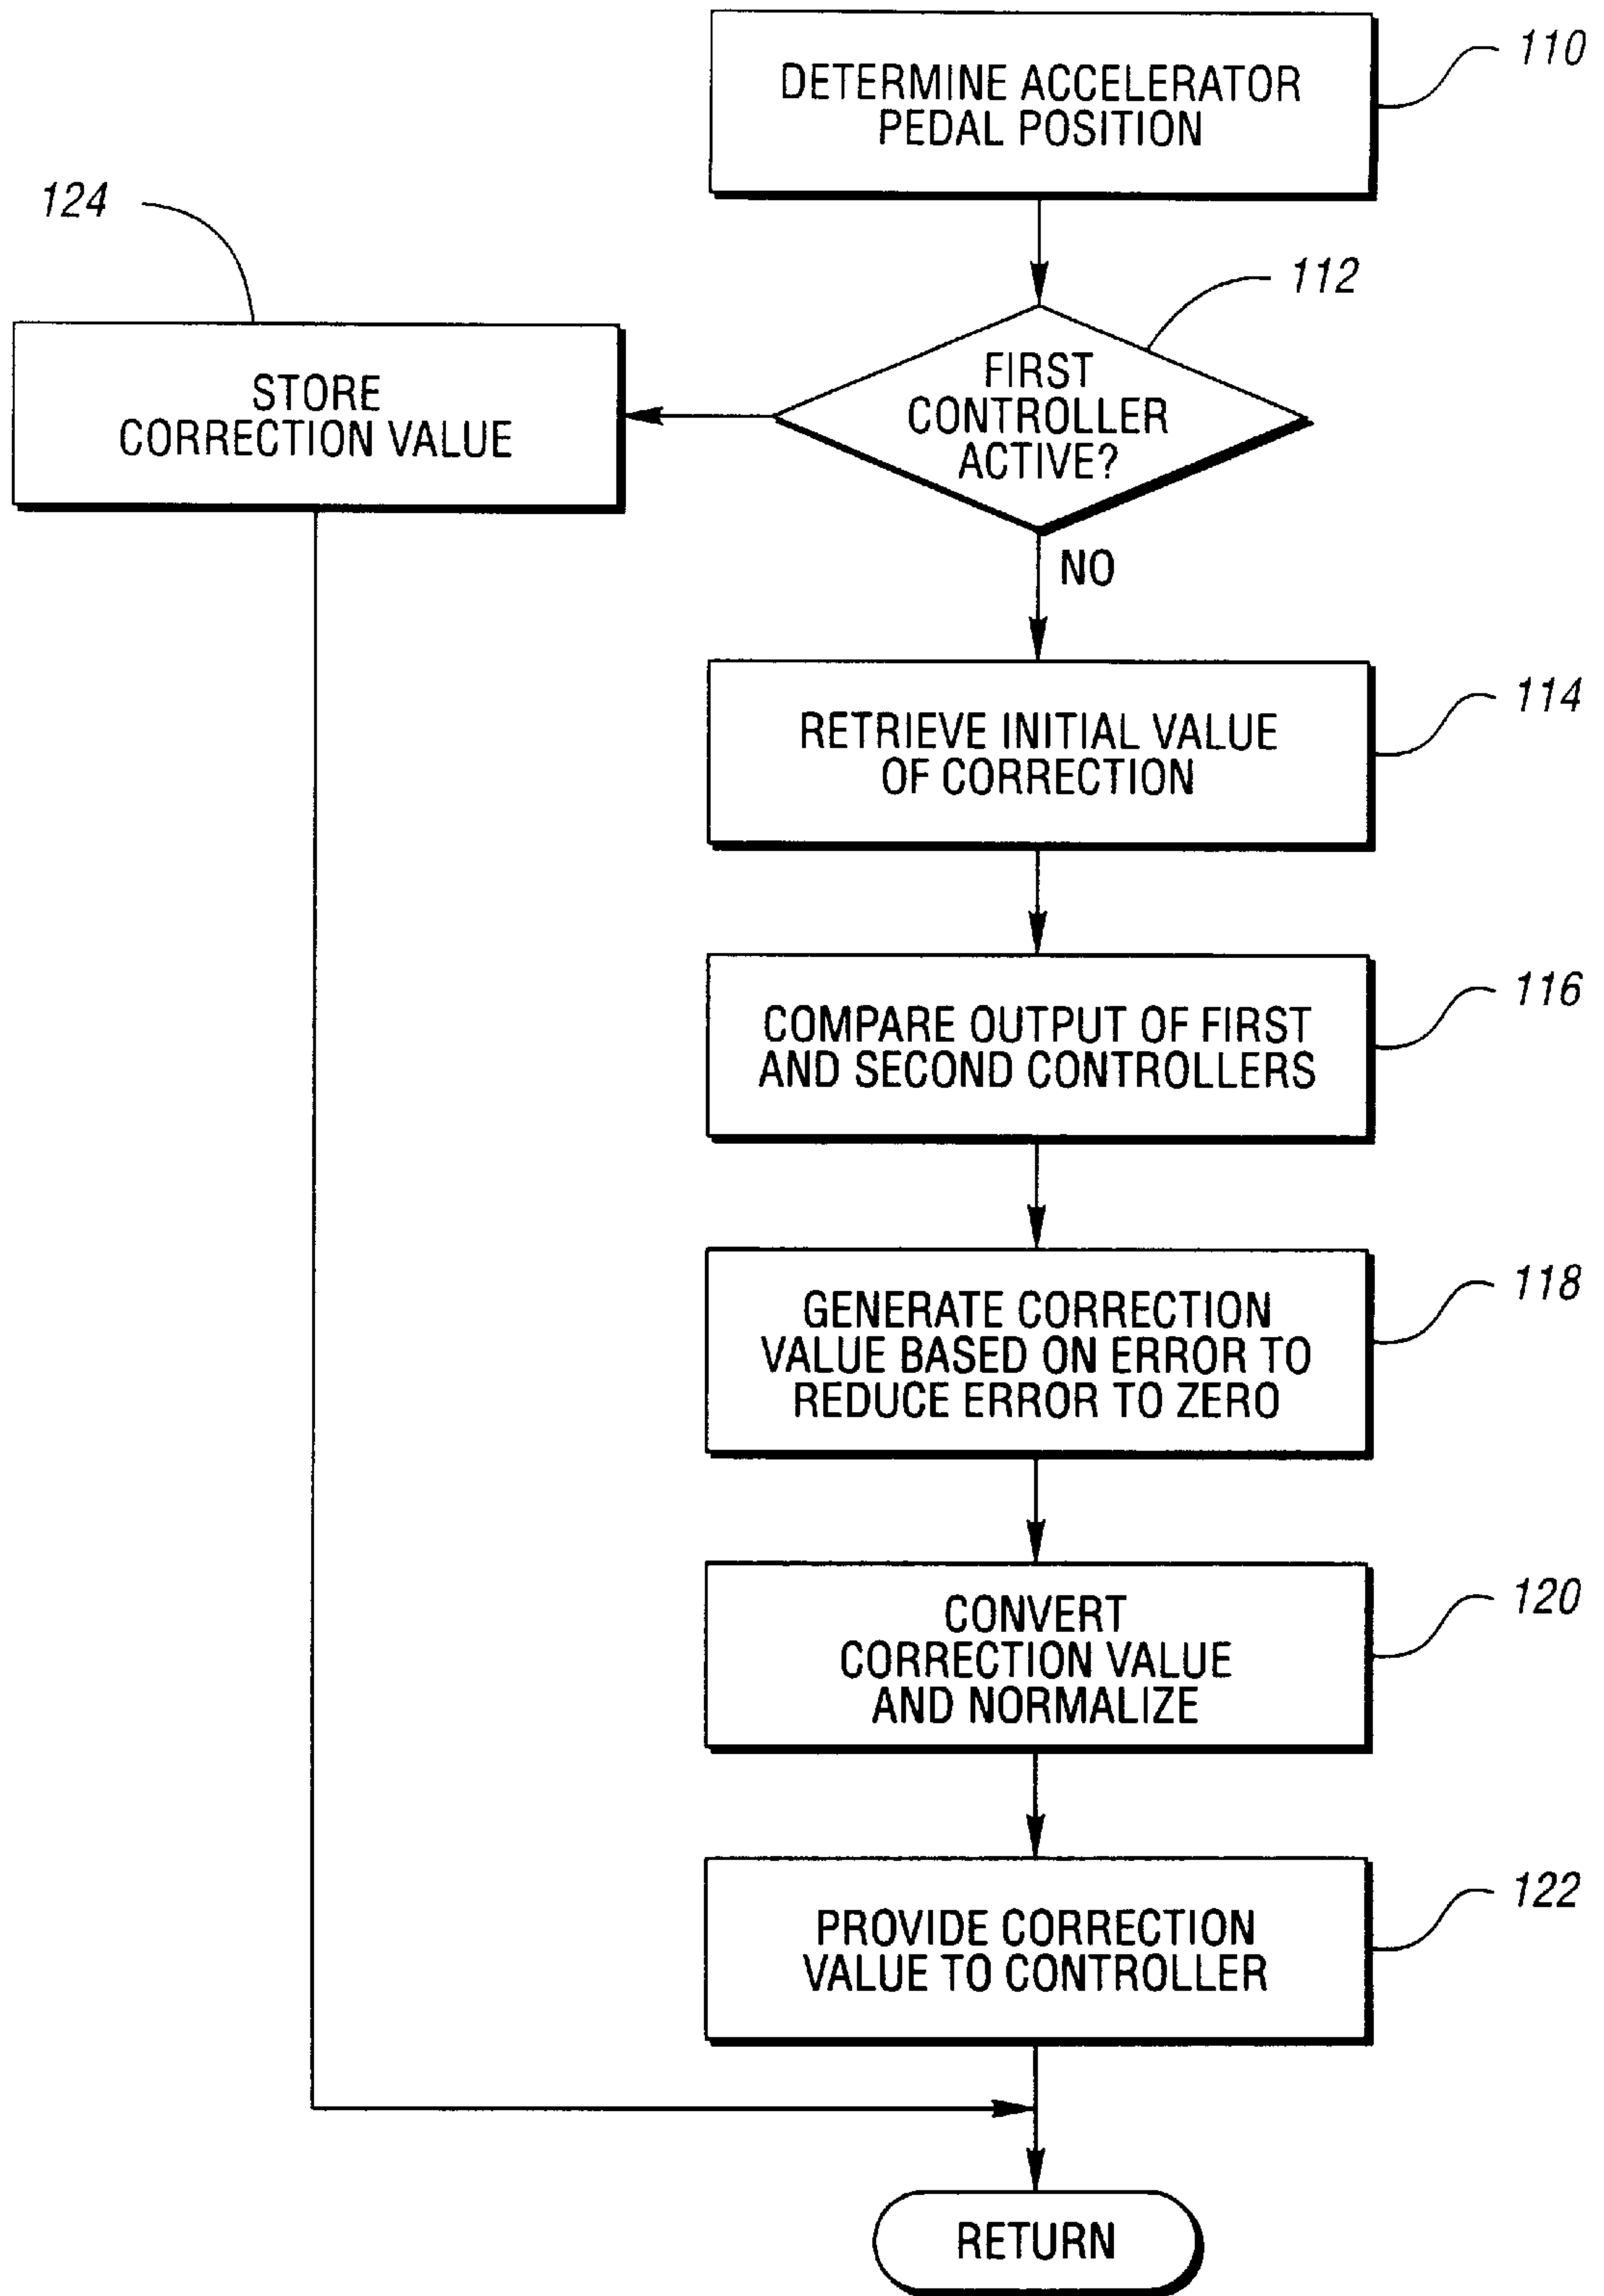 DETERMINE ACCELERATOR
PEDAL POSITION
110
124
112
STORE
CORRECTION VALUE
FIRST
CONTROLLER
ACTIVE?
NO
RETRIEVE INITIAL VALUE
OF CORRECTION
114
COMPARE OUTPUT OF FIRST
AND SECOND CONTROLLERS
116
GENERATE CORRECTION
VALUE BASED ON ERROR TO
REDUCE ERROR TO ZERO
118
CONVERT
CORRECTION VALUE
AND NORMALIZE
120
PROVIDE CORRECTION
VALUE TO CONTROLLER
122
RETURN